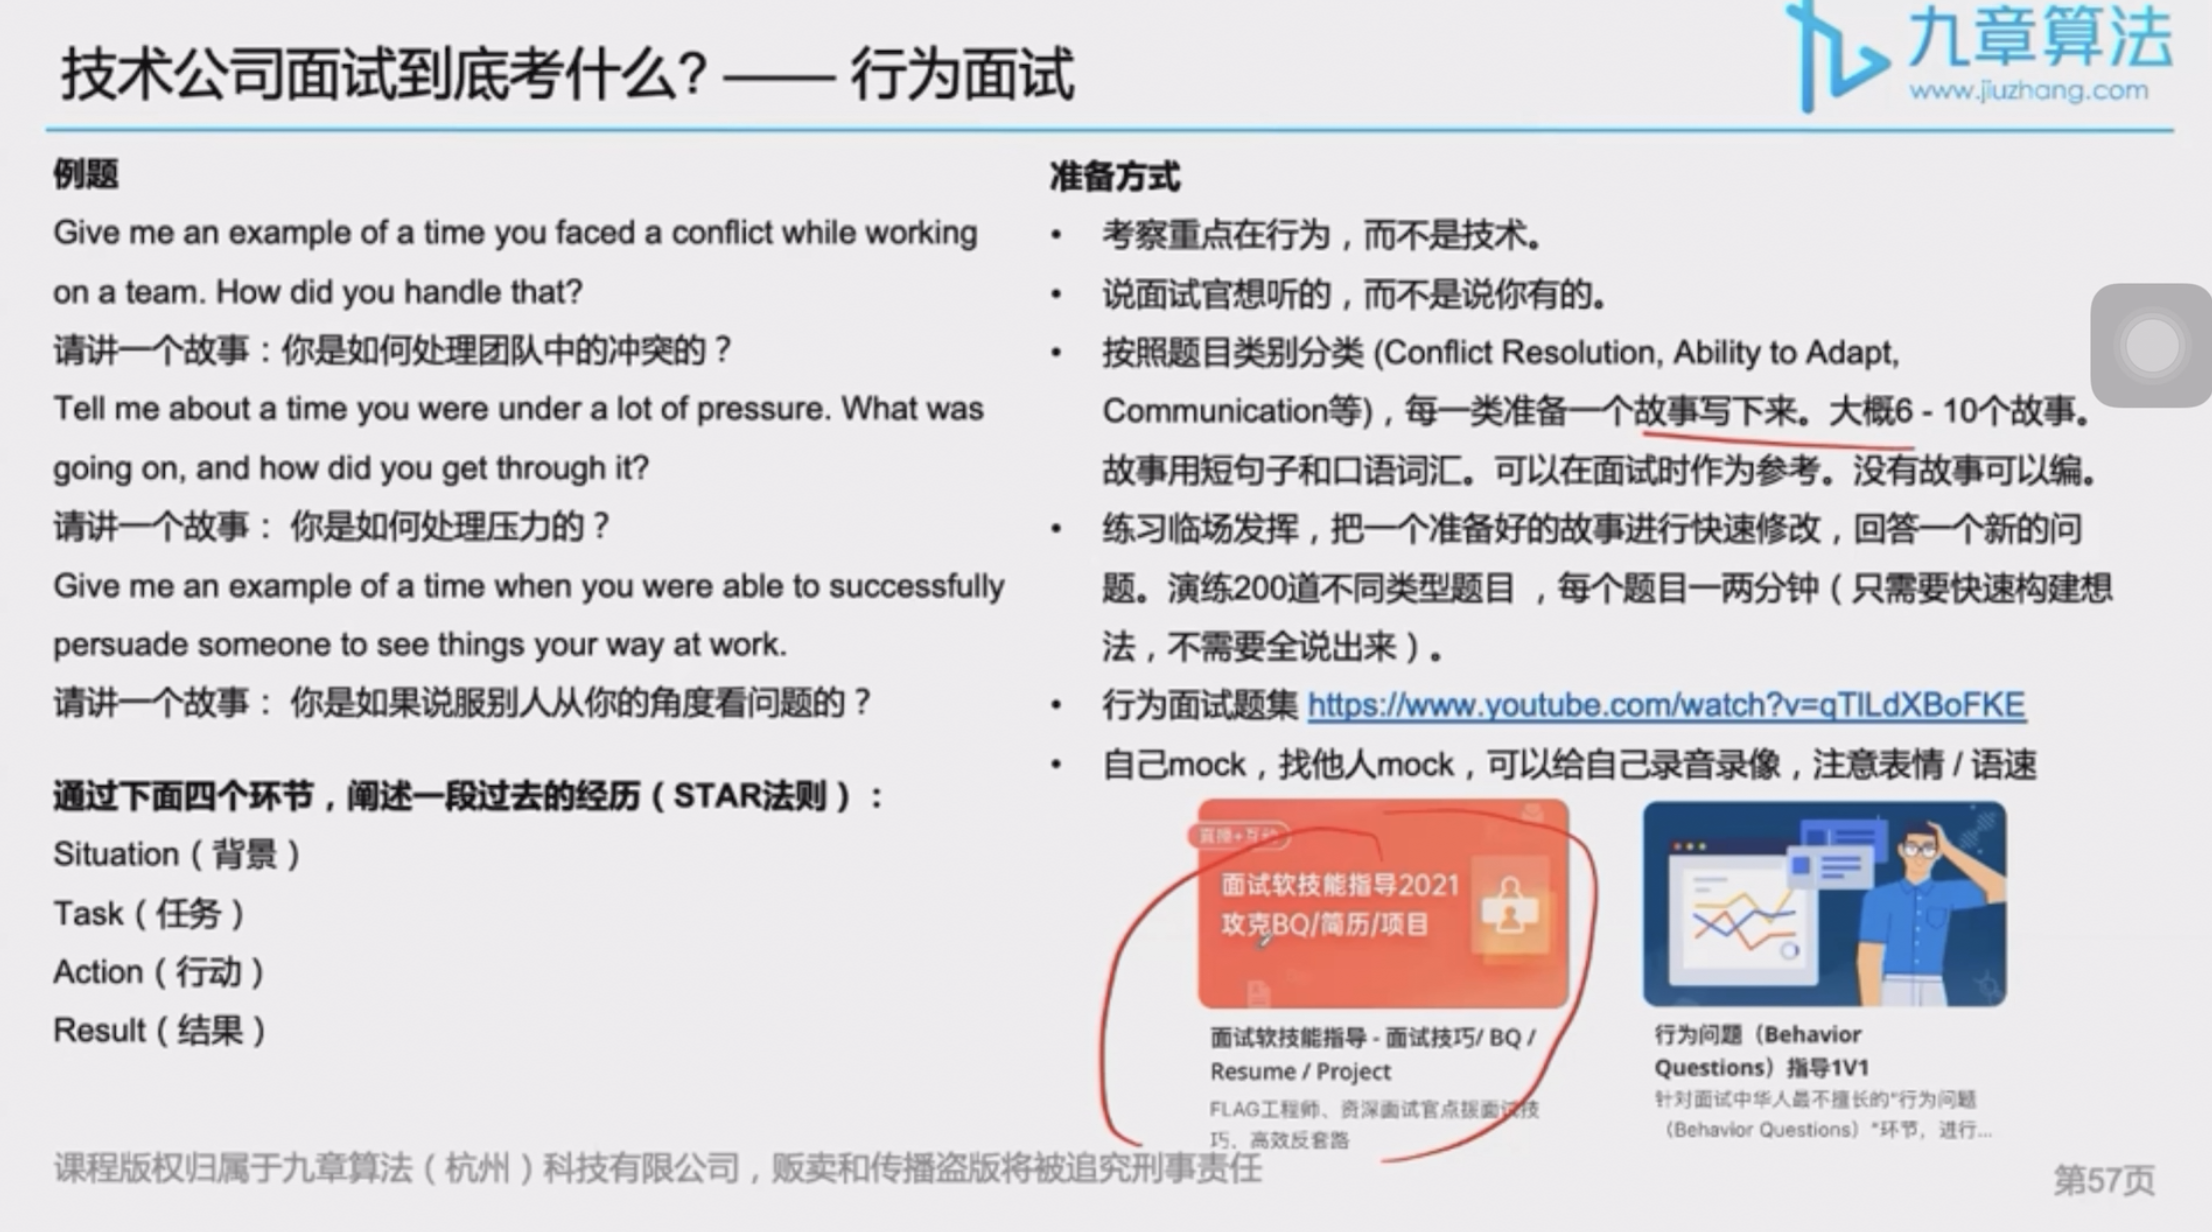 技术公司面试到底考什么? —— 行为面试
九章算法
www.jiuzhang.com
例题
Give me an example of a time you faced a conflict while working
on a team. How did you handle that?
请讲一个故事：你是如何处理团队中的冲突的？
Tell me about a time you were under a lot of pressure. What was
going on, and how did you get through it?
请讲一个故事： 你是如何处理压力的？
Give me an example of a time when you were able to successfully
persuade someone to see things your way at work.
请讲一个故事： 你是如果说服别人从你的角度看问题的？
通过下面四个环节，阐述一段过去的经历（STAR法则）：
Situation（背景）
Task（任务）
Action（行动）
Result（结果）
准备方式
• 考察重点在行为，而不是技术。
• 说面试官想听的，而不是说你有的。
• 按照题目类别分类 (Conflict Resolution, Ability to Adapt,
Communication等)，每一类准备一个故事写下来。大概6 - 10个故事。
故事用短句子和口语词汇。可以在面试时作为参考。没有故事可以编。
• 练习临场发挥，把一个准备好的故事进行快速修改，回答一个新的问
题。演练200道不同类型题目 ，每个题目一两分钟（只需要快速构建想
法，不需要全说出来）。
• 行为面试题集 https://www.youtube.com/watch?v=qTlLdXBoFKE
• 自己mock，找他人mock，可以给自己录音录像，注意表情 / 语速
直播+互动
面试软技能指导2021
攻克BQ/简历/项目
面试软技能指导 - 面试技巧/ BQ /
Resume / Project
FLAG工程师、资深面试官点拨面试技
巧、高效反套路
行为问题（Behavior
Questions）指导1V1
针对面试中华人最不擅长的“行为问题
（Behavior Questions）”环节，进行...
课程版权归属于九章算法（杭州）科技有限公司，贩卖和传播盗版将被追究刑事责任
第57页